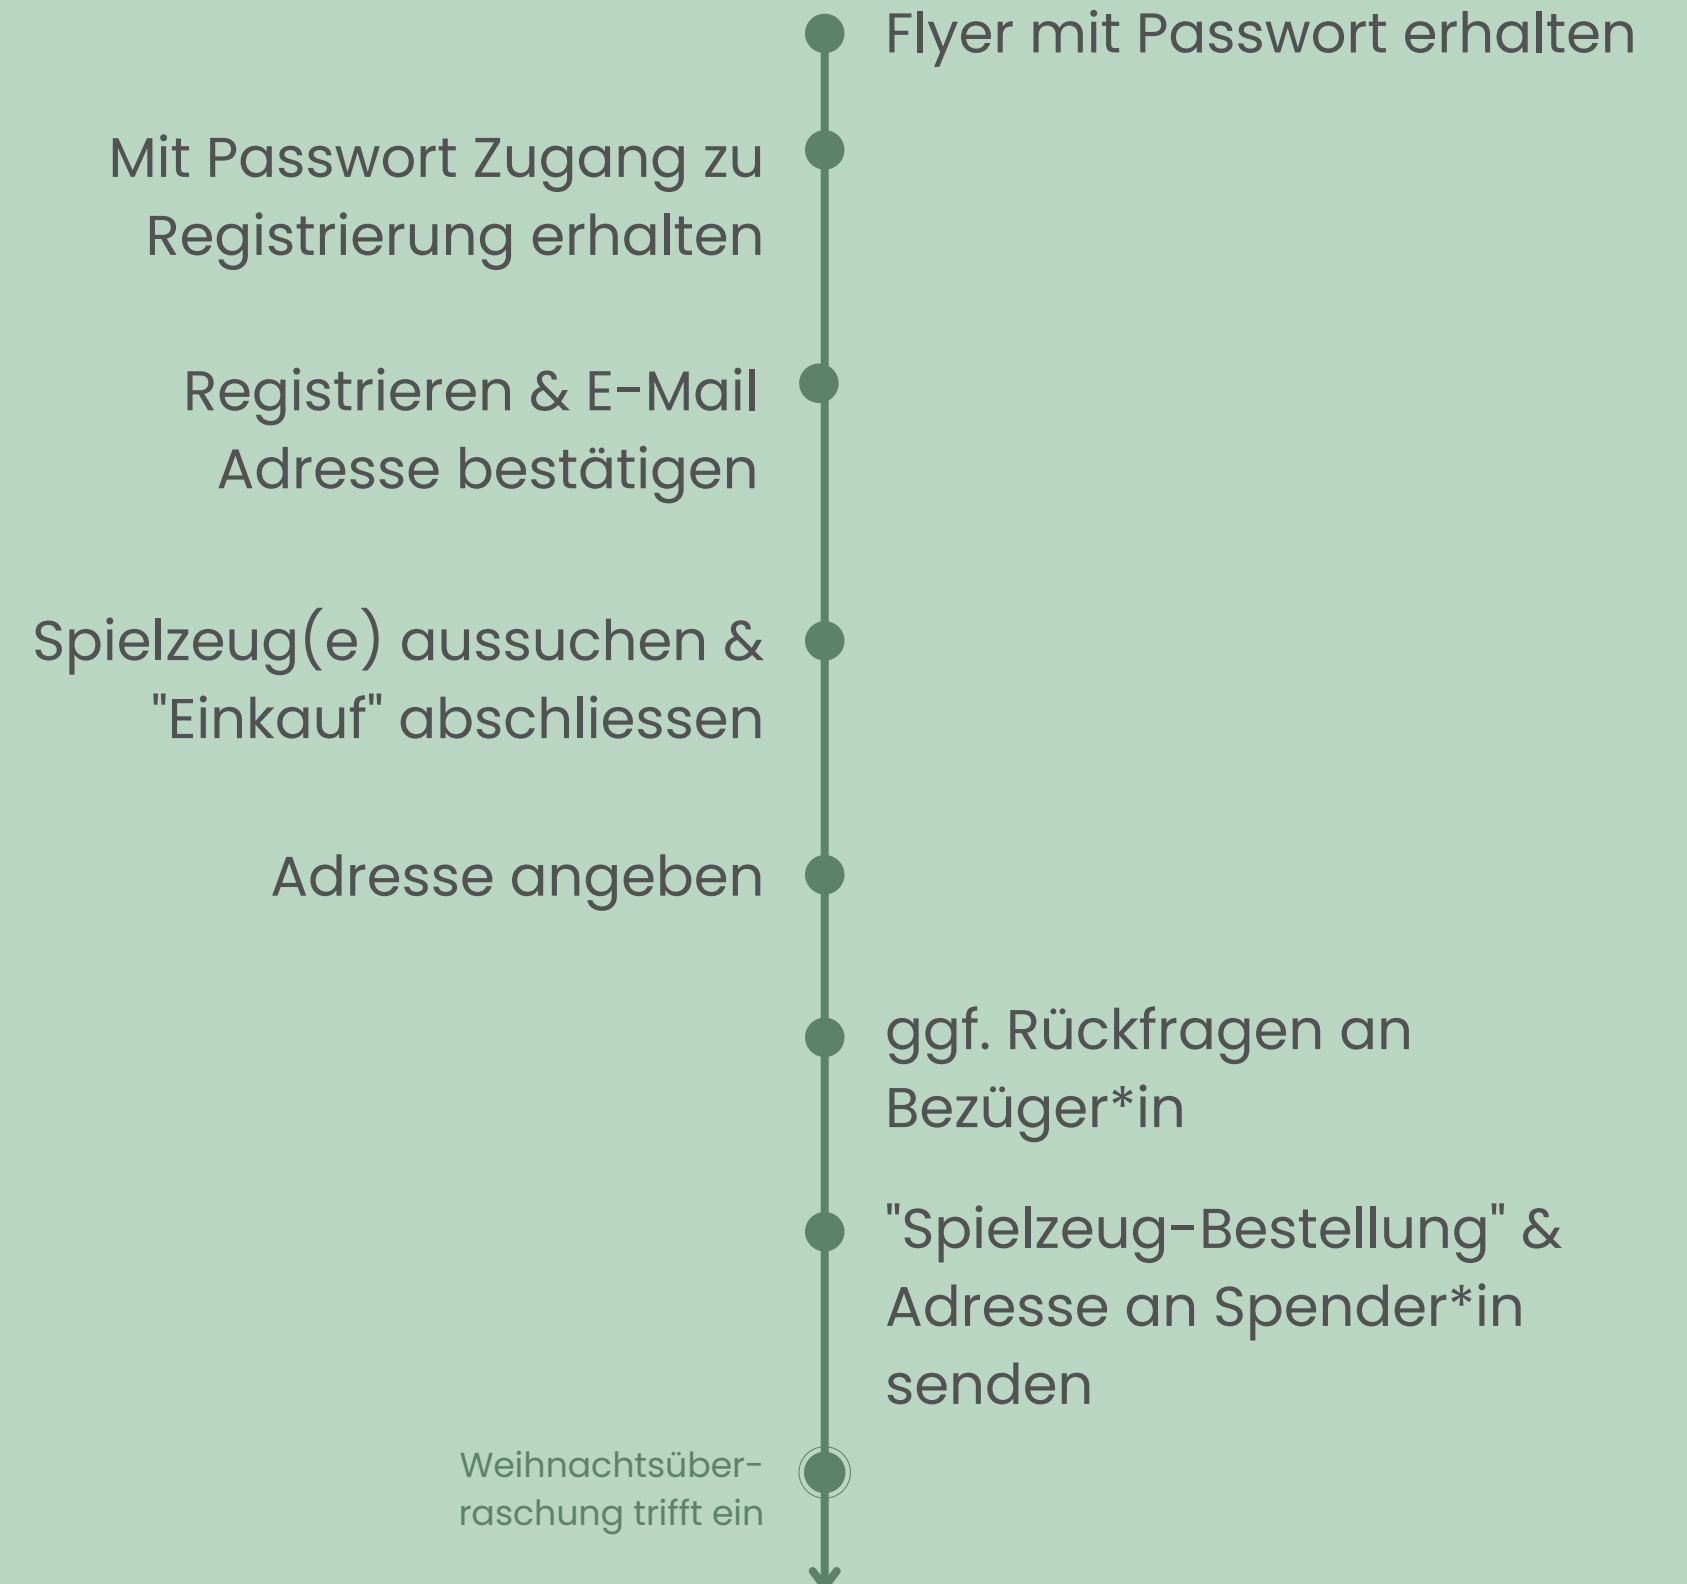 Flyer mit Passwort erhalten
Mit Passwort Zugang zu
Registrierung erhalten
Registrieren & E-Mail
Adresse bestätigen
Spielzeug(e) aussuchen &
"Einkauf" abschliessen
Adresse angeben
ggf. Rückfragen an
Bezüger*in
"Spielzeug-Bestellung" &
Adresse an Spender*in
senden
Weihnachtsüber-
raschung trifft ein